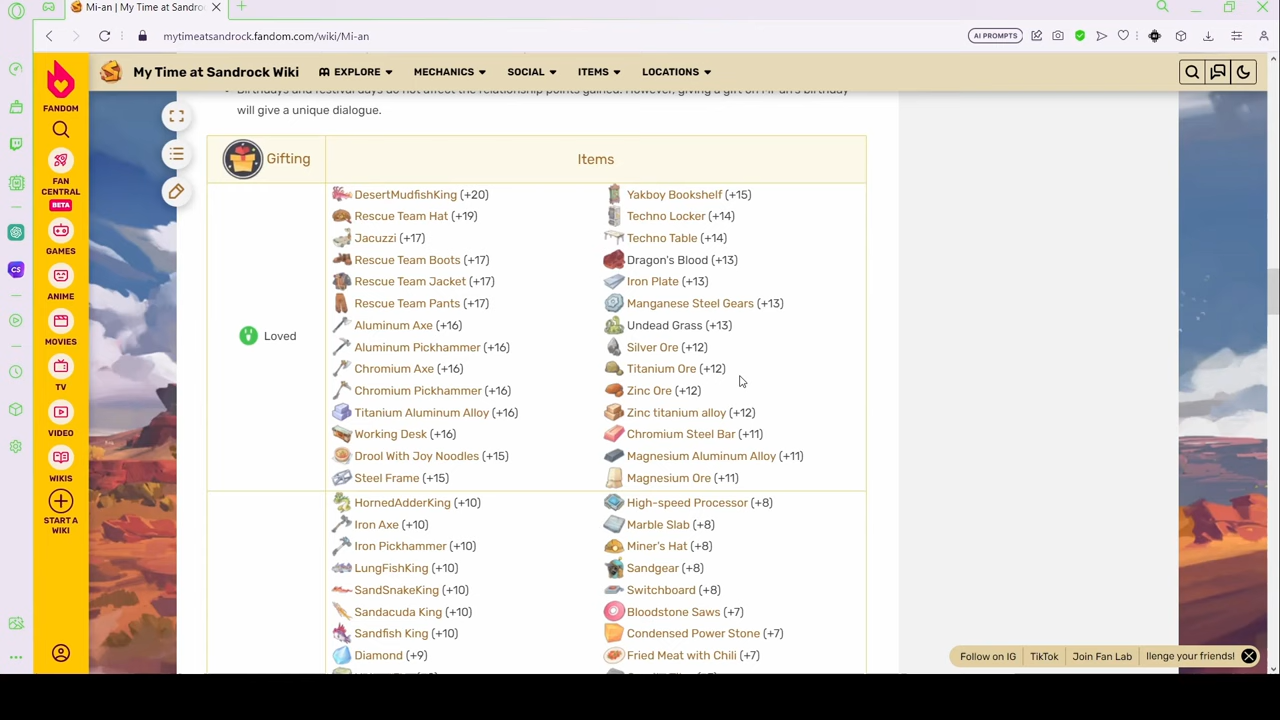 Mi-an | My Time at Sandroc
mytimeatsandrock.fandom.com/wiki/Mi-an
AI PROMPTS
My Time at Sandrock Wiki
EXPLORE
MECHANICS
SOCIAL
ITEMS
LOCATIONS
FANDOM
FAN
CENTRAL
BETA
GAMES
ANIME
MOVIES
TV
VIDEO
WIKIS
START A
WIKI
CS
Birthdays and festival days do not affect the relationship points gained. However, giving a gift on Mi-an's birthday
will give a unique dialogue.
Gifting
Items
Loved
DesertMudfishKing (+20)
Rescue Team Hat (+19)
Jacuzzi (+17)
Rescue Team Boots (+17)
Rescue Team Jacket (+17)
Rescue Team Pants (+17)
Aluminum Axe (+16)
Aluminum Pickhammer (+16)
Chromium Axe (+16)
Chromium Pickhammer (+16)
Titanium Aluminum Alloy (+16)
Working Desk (+16)
Drool With Joy Noodles (+15)
Steel Frame (+15)
Yakboy Bookshelf (+15)
Techno Locker (+14)
Techno Table (+14)
Dragon's Blood (+13)
Iron Plate (+13)
Manganese Steel Gears (+13)
Undead Grass (+13)
Silver Ore (+12)
Titanium Ore (+12)
Zinc Ore (+12)
Zinc titanium alloy (+12)
Chromium Steel Bar (+11)
Magnesium Aluminum Alloy (+11)
Magnesium Ore (+11)
HornedAdderKing (+10)
Iron Axe (+10)
Iron Pickhammer (+10)
LungFishKing (+10)
SandSnakeKing (+10)
Sandacuda King (+10)
Sandfish King (+10)
Diamond (+9)
High-speed Processor (+8)
Marble Slab (+8)
Miner's Hat (+8)
Sandgear (+8)
Switchboard (+8)
Bloodstone Saws (+7)
Condensed Power Stone (+7)
Fried Meat with Chili (+7)
Follow on IG
TikTok
Join Fan Lab
llenge your friends!